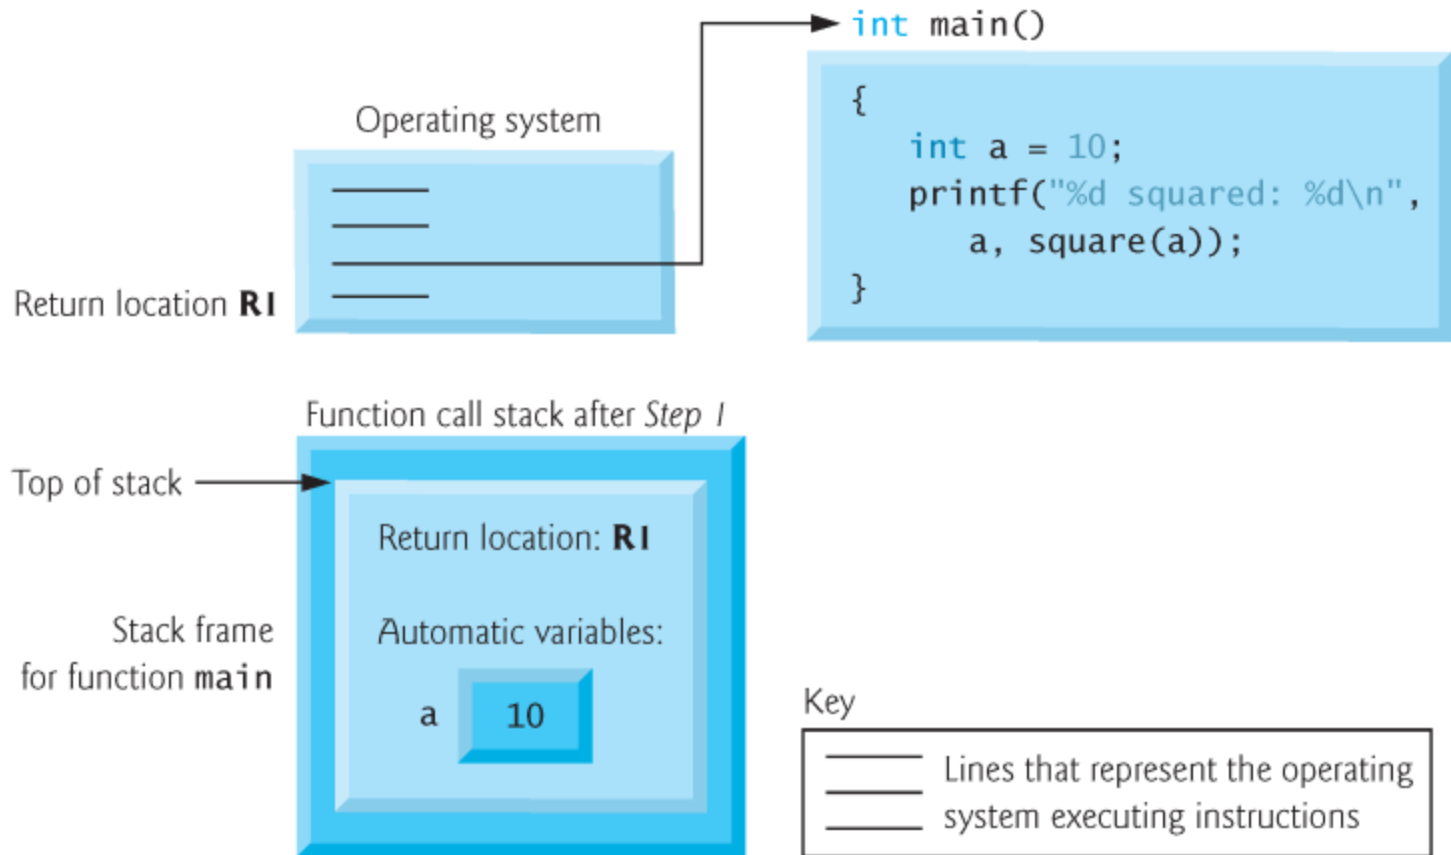 int main()
{
int a = 10;
printf("%d squared: %d\n",
a, square(a));
}
Operating system
Return location R1
Function call stack after Step 1
Top of stack
Return location: R1
Stack frame
for function main
Automatic variables:
a 10
Key
Lines that represent the operating
system executing instructions